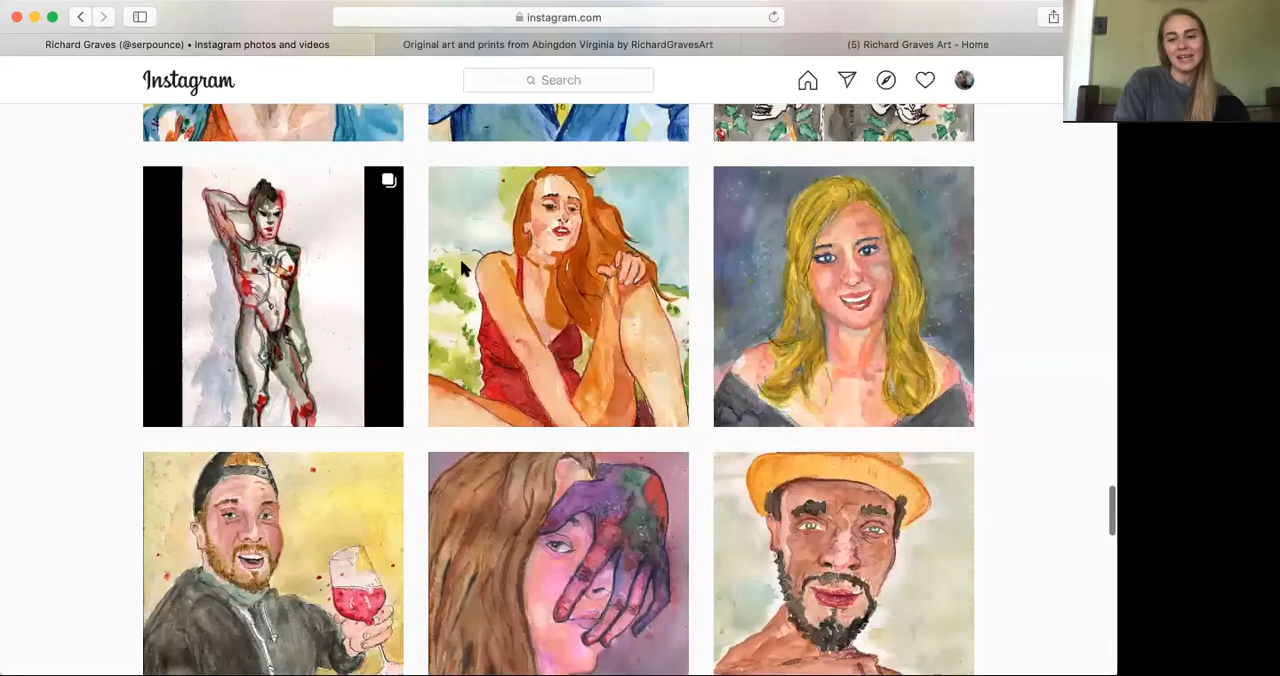 instagram.com
Richard Graves (@serpounce) • Instagram photos and videos
Original art and prints from Abingdon Virginia by RichardGravesArt
(5) Richard Graves Art - Home
Instagram
Search